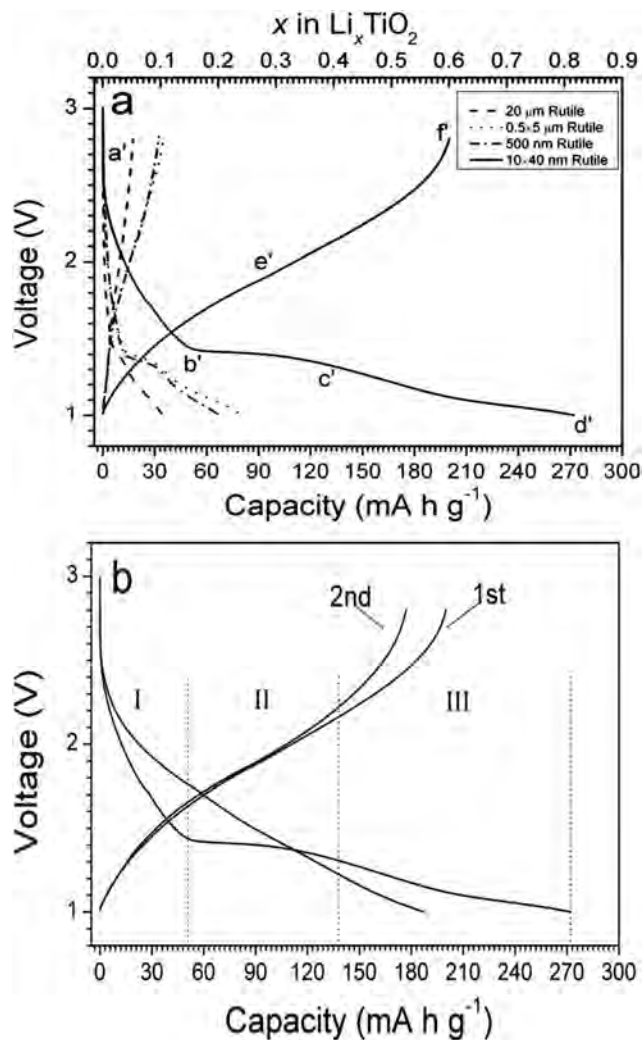 x in LixTiO2
0.0 0.1 0.2 0.3 0.4 0.5 0.6 0.7 0.8 0.9
a
20 μm Rutile
0.5×5 μm Rutile
500 nm Rutile
10×40 nm Rutile
a'
b'
c'
d'
e'
f'
3
2
1
Voltage (V)
0 30 60 90 120 150 180 210 240 270 300
Capacity (mA h g-1)
b
2nd
1st
I
II
III
3
2
1
Voltage (V)
0 30 60 90 120 150 180 210 240 270 300
Capacity (mA h g-1)